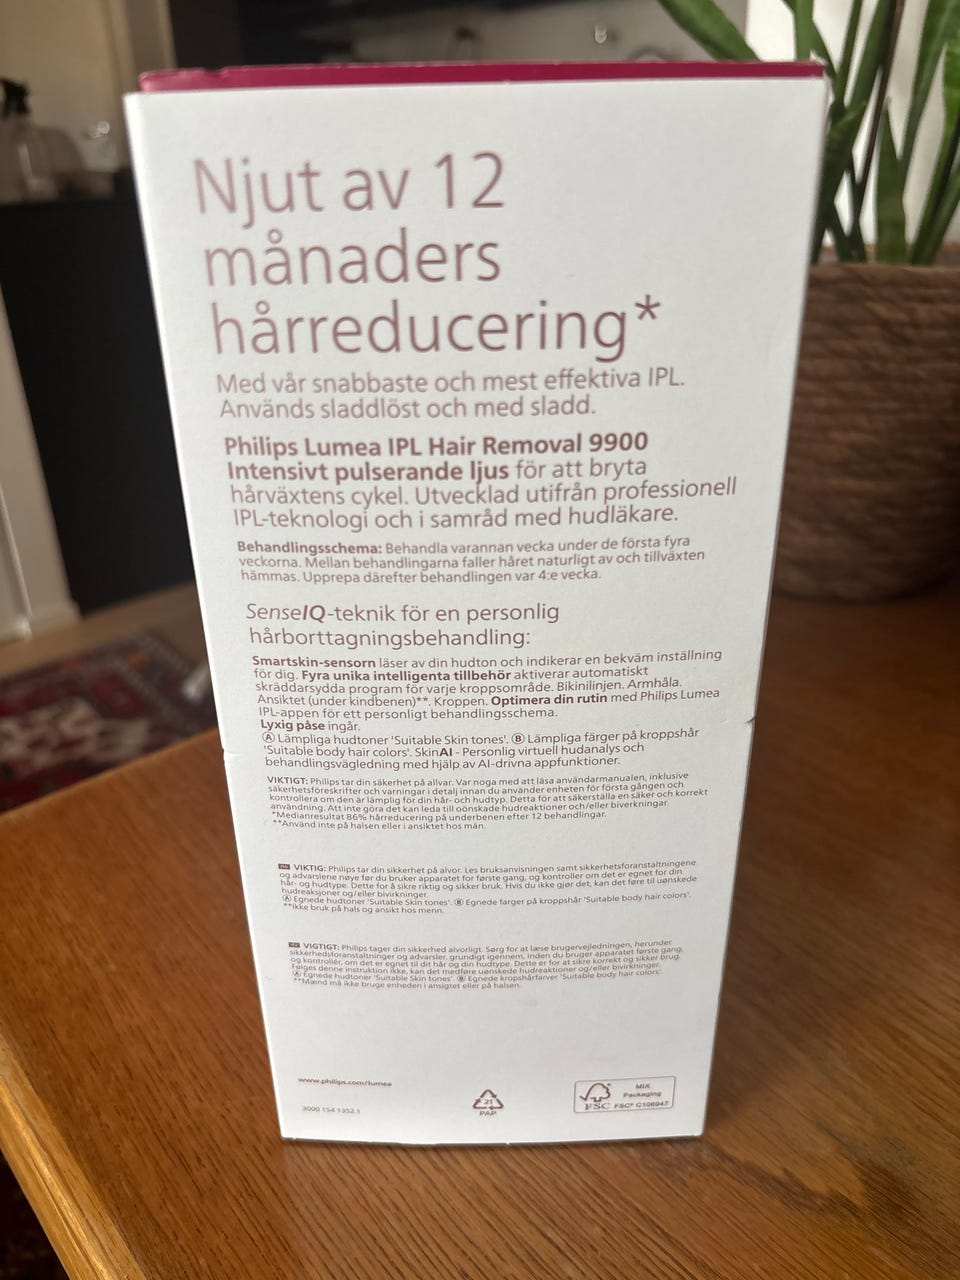 Njut av 12
månaders
hårreducering*
Med vår snabbaste och mest effektiva IPL.
Används sladdlöst och med sladd.
Philips Lumea IPL Hair Removal 9900
Intensivt pulserande ljus för att bryta
hårväxtens cykel. Utvecklad utifrån professionell
IPL-teknologi och i samråd med hudläkare.
Behandlingsschema: Behandla varannan vecka under de första fyra
veckorna. Mellan behandlingarna faller håret naturligt av och tillväxten
hämmas. Upprepa därefter behandlingen var 4:e vecka.
SenseIQ-teknik för en personlig
hårborttagningsbehandling:
Smartskin-sensorn läser av din hudton och indikerar en bekväm inställning
för dig. Fyra unika intelligenta tillbehör aktiverar automatiskt
skräddarsydda program för varje kroppsområde. Bikinilinjen. Armhåla.
Ansiktet (under kindbenen)**. Kroppen. Optimera din rutin med Philips Lumea
IPL-appen för ett personligt behandlingsschema.
Lyxig påse ingår.
Ⓐ Lämpliga hudtoner 'Suitable Skin tones'. Ⓑ Lämpliga färger på kroppshår
'Suitable body hair colors'. SkinAI - Personlig virtuell hudanalys och
behandlingsvägledning med hjälp av AI-drivna appfunktioner.
VIKTIGT: Philips tar din säkerhet på allvar. Var noga med att läsa användarmanualen, inklusive
säkerhetsföreskrifter och varningar i detalj innan du använder enheten för första gången och
kontrollera om den är lämplig för din hår- och hudtyp. Detta för att säkerställa en säker och korrekt
användning. Att inte göra det kan leda till oönskade hudreaktioner och/eller biverkningar.
*Medianresultat 86% hårreducering på underbenen efter 12 behandlingar.
**Använd inte på halsen eller i ansiktet hos män.
VIKTIG: Philips tar din sikkerhet på alvor. Les bruksanvisningen samt sikkerhetsforanstaltningene
og advarslene nøye før du bruker apparatet for første gang, og kontroller om det er egnet for din
hår- og hudtype. Dette for å sikre riktig og sikker bruk. Hvis du ikke gjør det, kan det føre til uønskede
hudreaksjoner og/eller bivirkninger.
Ⓐ Egnede hudtoner 'Suitable Skin tones'. Ⓑ Egnede farger på kroppshår 'Suitable body hair colors'.
**Ikke bruk på hals og ansikt hos menn.
VIGTIGT: Philips tager din sikkerhed alvorligt. Sørg for at læse brugervejledningen, herunder
sikkerhedsforanstaltninger og advarsler, grundigt igennem, inden du bruger apparatet første gang,
og kontrollér, om det er egnet til dit hår og din hudtype. Dette er for at sikre korrekt og sikker brug.
Følges denne instruktion ikke, kan det medføre uønskede hudreaktioner og/eller bivirkninger.
Ⓐ Egnede hudtoner 'Suitable Skin tones'. Ⓑ Egnede kropshårfarver 'Suitable body hair colors'.
**Mænd må ikke bruge enheden i ansigtet eller på halsen.
www.philips.com/lumea
3000 154 1352.1
21
PAP
FSC
MIX
Packaging
FSC® C106947